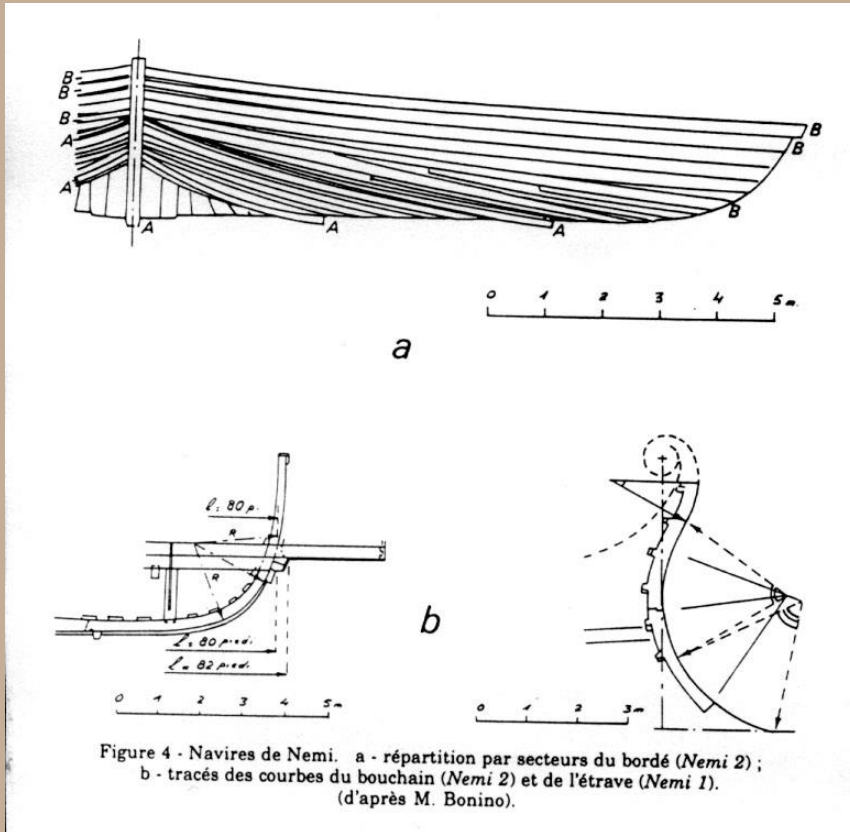 B
B
B
A
A
B
B
B
A
A
A
0 1 2 3 4 5 m.
a
l = 80 p.
R
R
b
l = 80 piedi
l = 82 piedi
0 1 2 3 4 5m
0 1 2 3m
Figure 4 - Navires de Nemi. a - répartition par secteurs du bordé (Nemi 2) ;
b - tracés des courbes du bouchain (Nemi 2) et de l'étrave (Nemi 1).
(d'après M. Bonino).